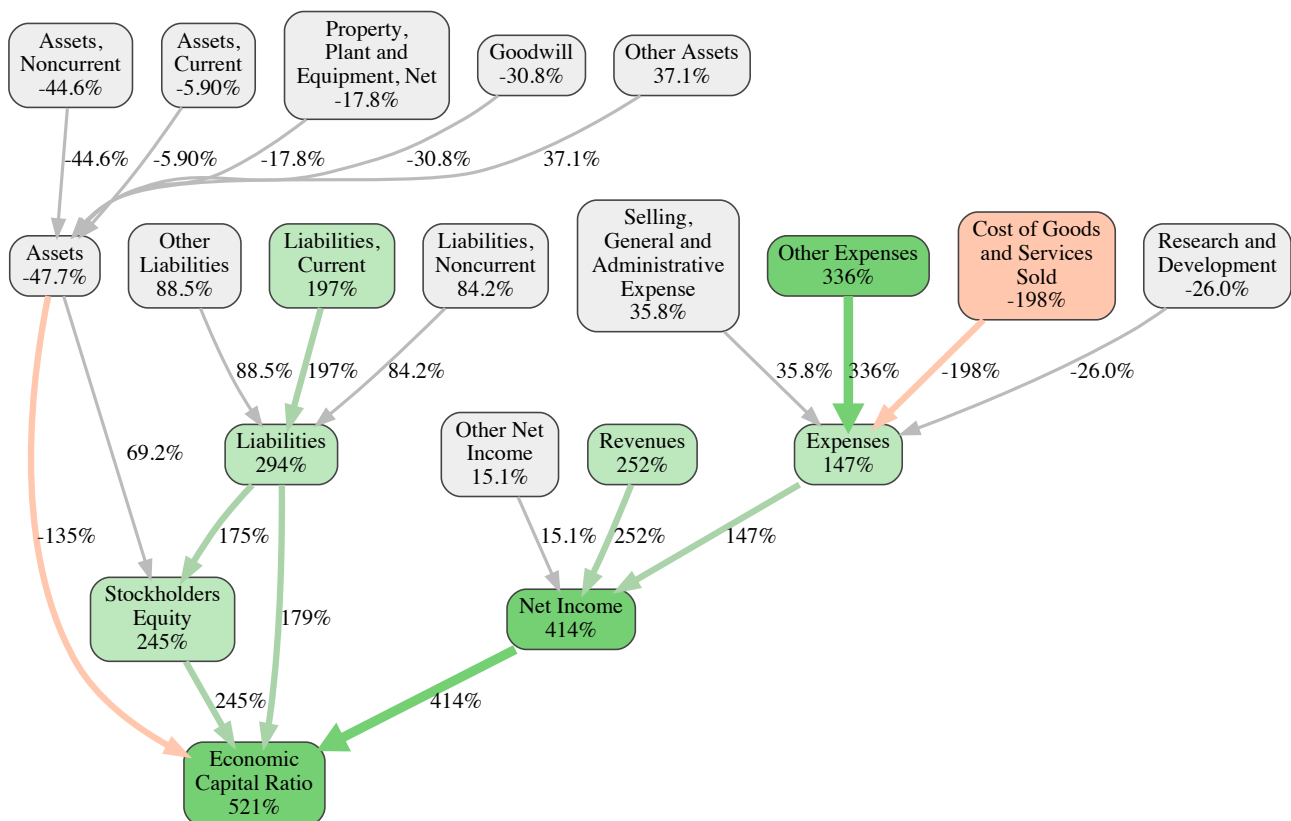 Assets,
Noncurrent
-44.6%
Assets,
Current
-5.90%
Property,
Plant and
Equipment, Net
-17.8%
Goodwill
-30.8%
Other Assets
37.1%
-44.6%
-5.90%
-17.8%
-30.8%
37.1%
Assets
-47.7%
Other
Liabilities
88.5%
Liabilities,
Current
197%
Liabilities,
Noncurrent
84.2%
Selling,
General and
Administrative
Expense
35.8%
Other Expenses
336%
Cost of Goods
and Services
Sold
-198%
Research and
Development
-26.0%
88.5%
197%
84.2%
35.8%
336%
-198%
-26.0%
69.2%
Liabilities
294%
Other Net
Income
15.1%
Revenues
252%
Expenses
147%
-135%
175%
179%
15.1%
252%
147%
Stockholders
Equity
245%
Net Income
414%
245%
414%
Economic
Capital Ratio
521%